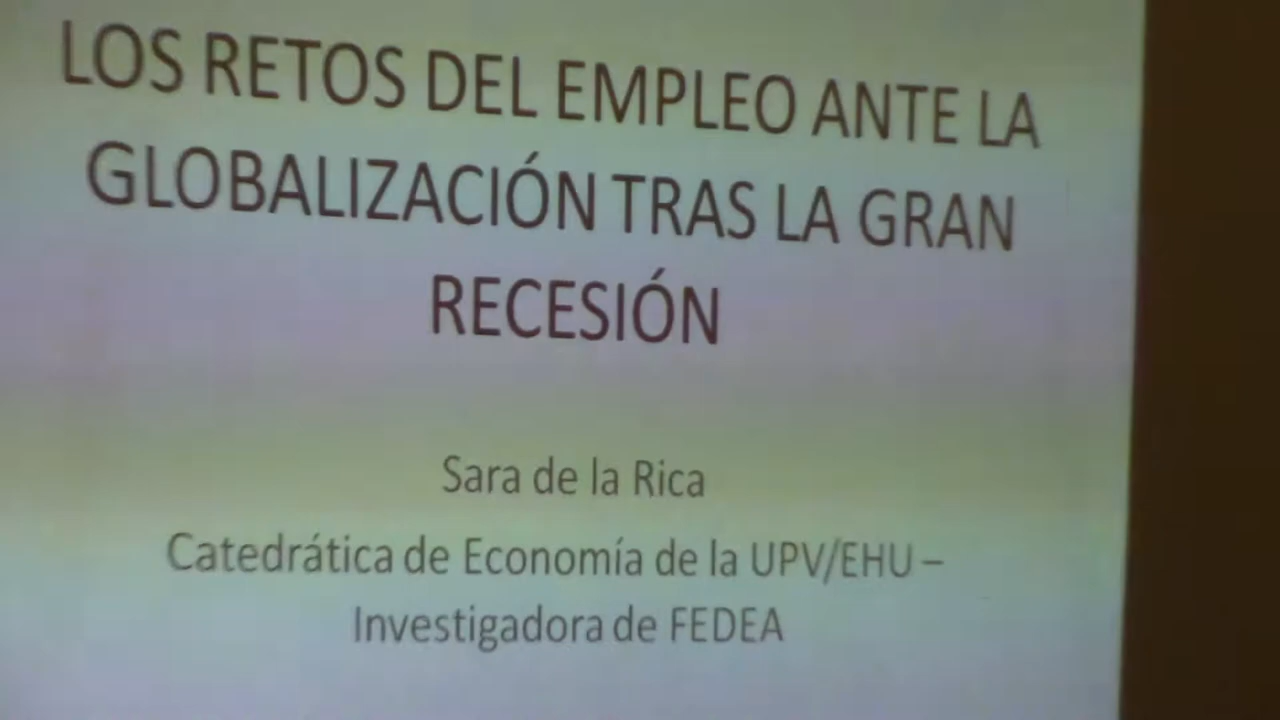 LOS RETOS DEL EMPLEO ANTE LA
GLOBALIZACIÓN TRAS LA GRAN
RECESIÓN
Sara de la Rica
Catedrática de Economía de la UPV/EHU –
Investigadora de FEDEA